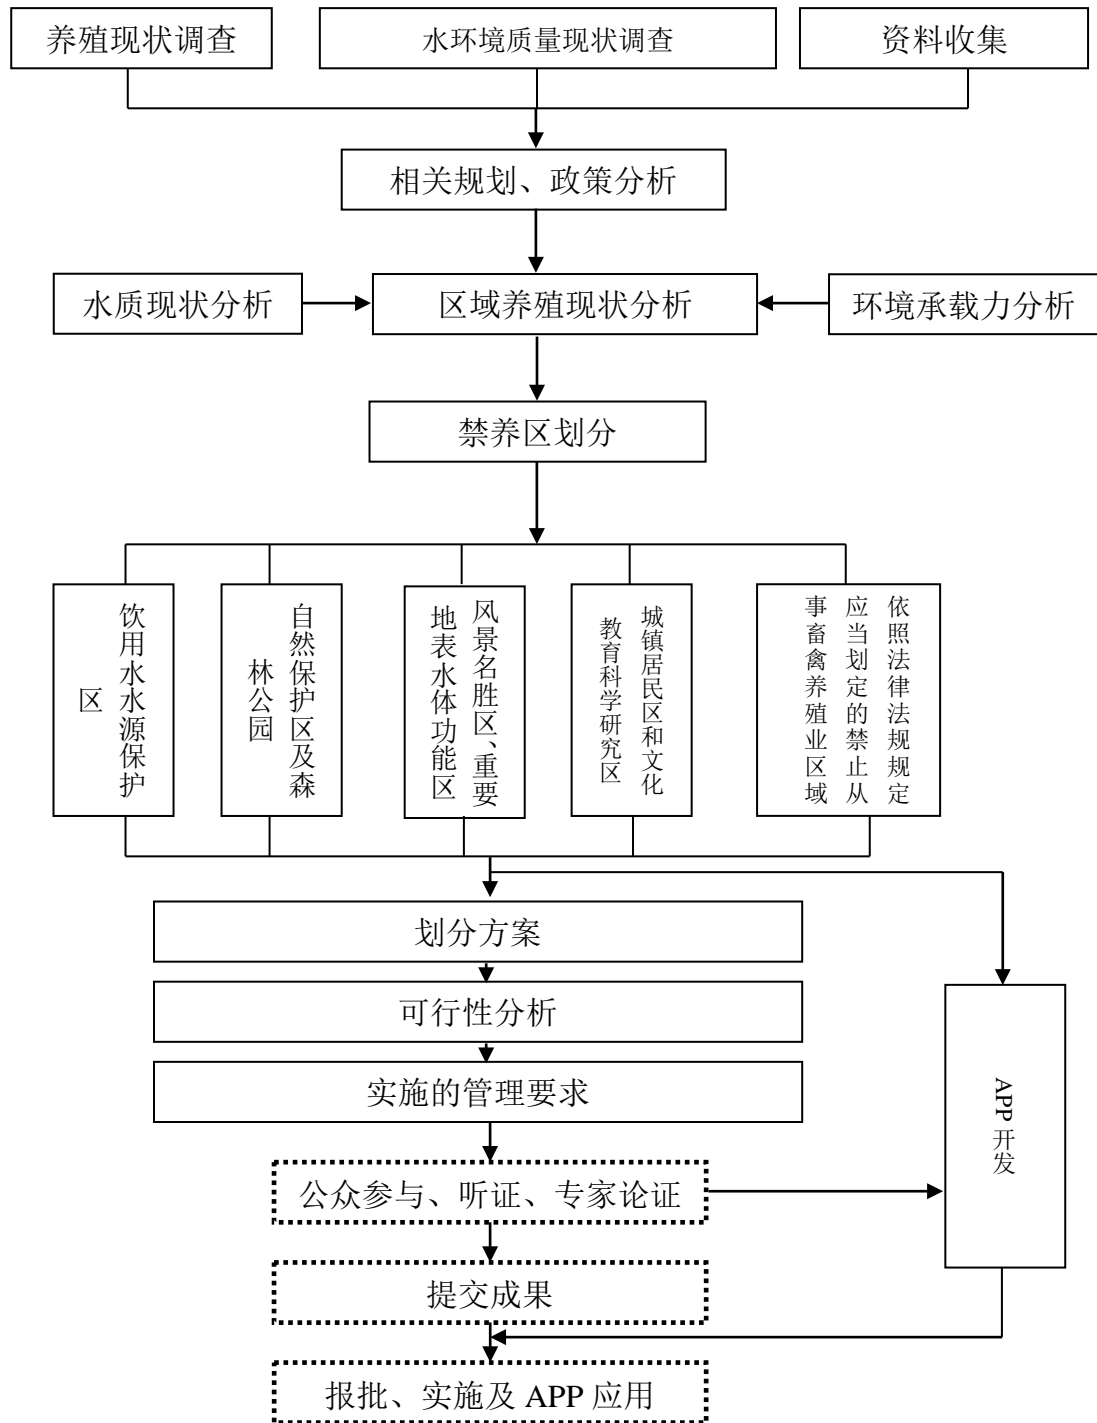 养殖现状调查
水环境质量现状调查
资料收集
相关规划、政策分析
水质现状分析
区域养殖现状分析
环境承载力分析
禁养区划分
饮用水水源保护
区
自然保护区及森
林公园
风景名胜区、重要
地表水体功能区
城镇居民区和文化
教育科学研究区
依照法律法规规定
应当划定的禁止从
事畜禽养殖业区域
划分方案
可行性分析
实施的管理要求
APP 开发
公众参与、听证、专家论证
提交成果
报批、实施及 APP 应用